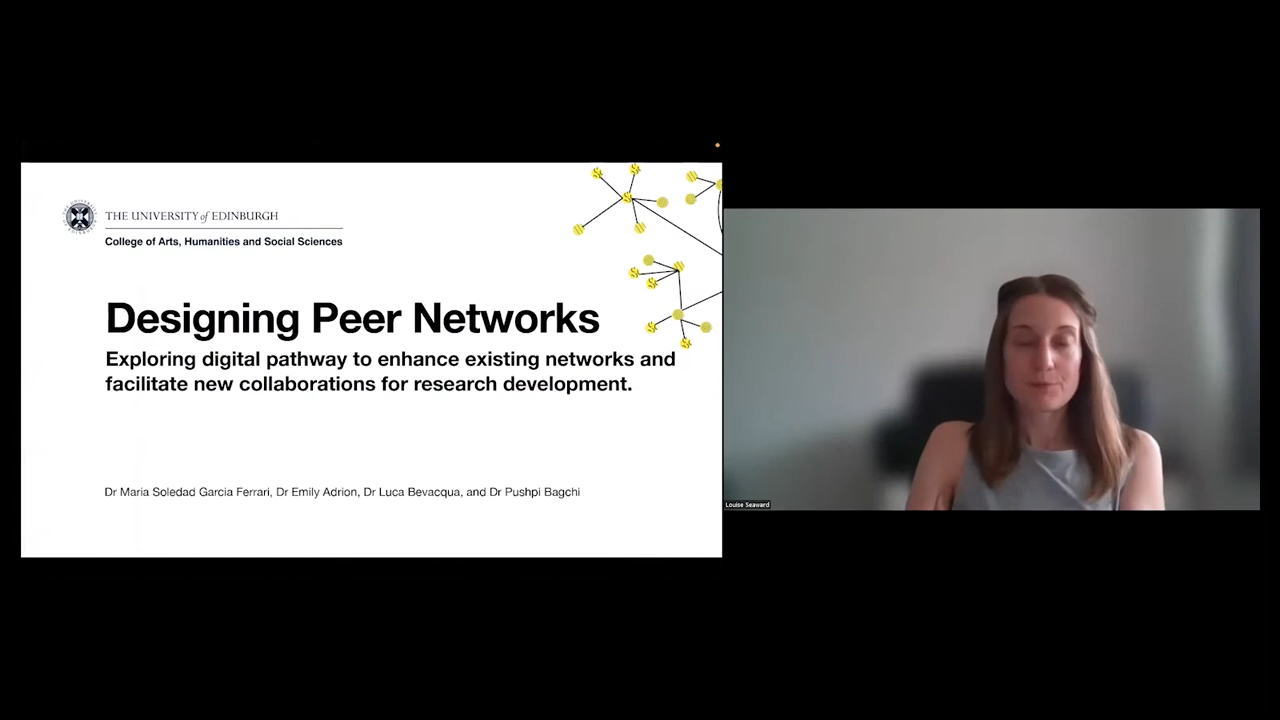 THE UNIVERSITY of EDINBURGH
College of Arts, Humanities and Social Sciences
Designing Peer Networks
Exploring digital pathway to enhance existing networks and
facilitate new collaborations for research development.
Dr Maria Soledad Garcia Ferrari, Dr Emily Adrion, Dr Luca Bevacqua, and Dr Pushpi Bagchi
Louise Seaward